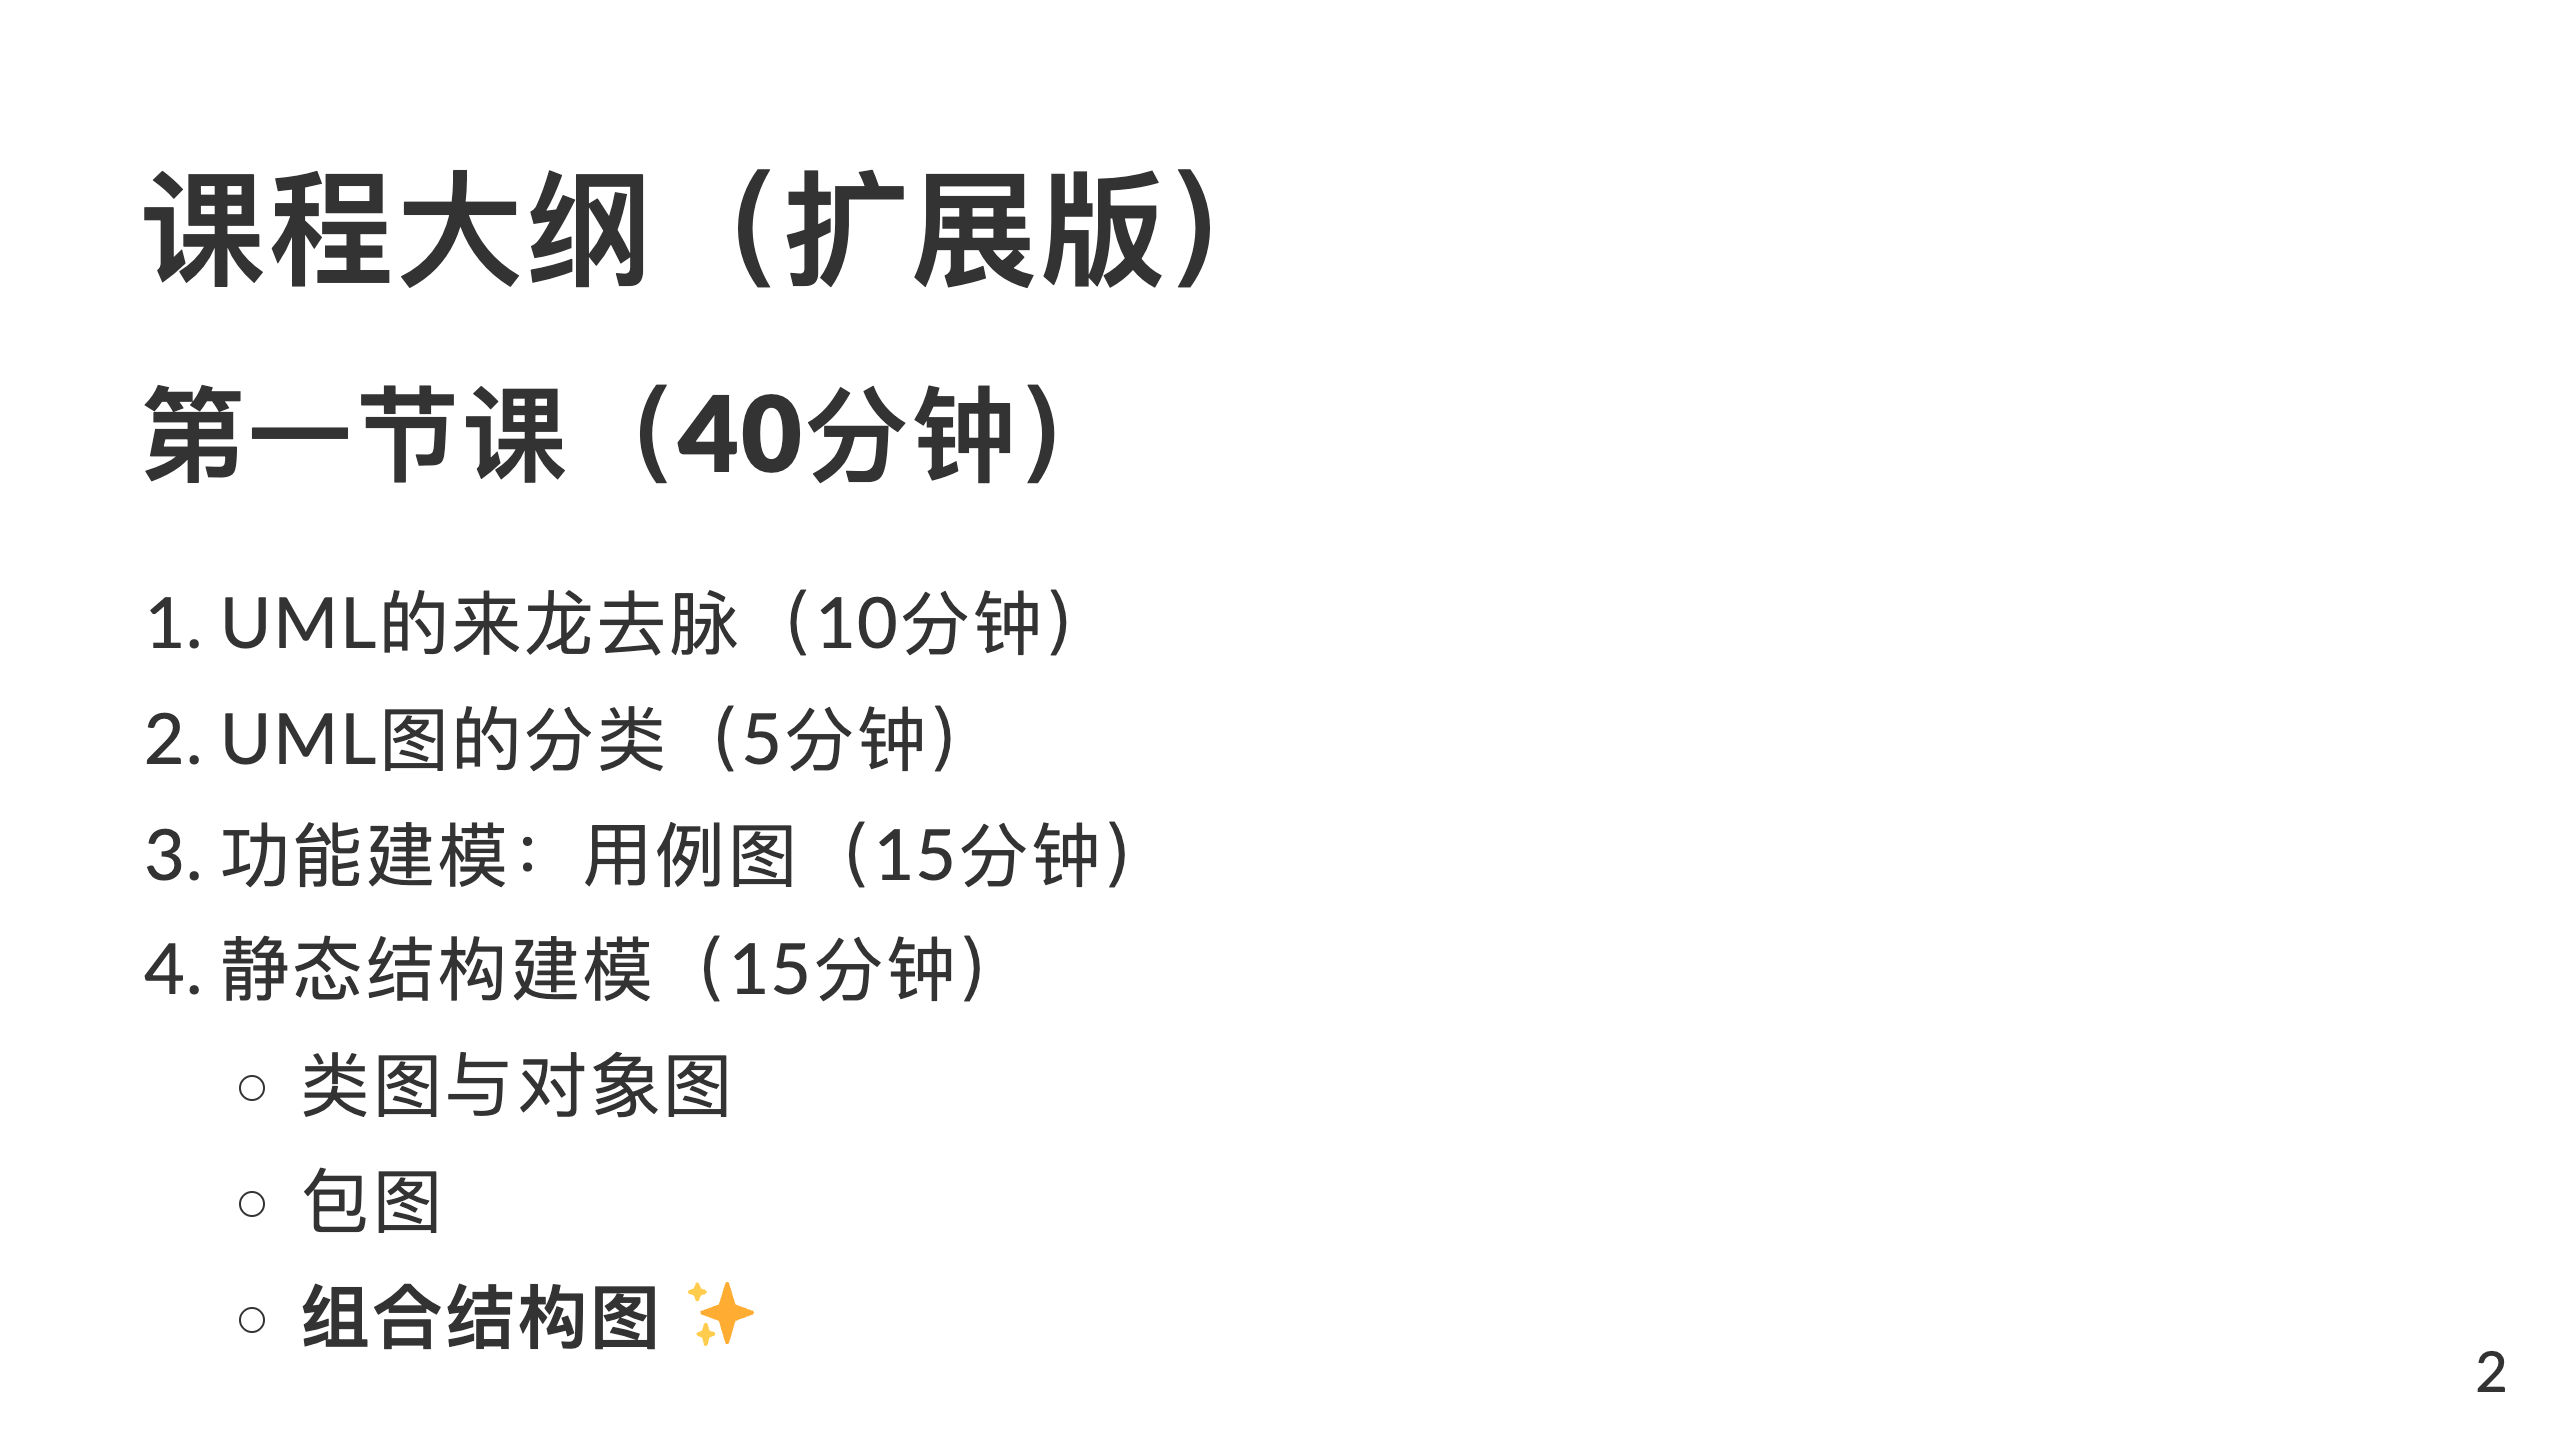 课程大纲（扩展版）
第一节课（40分钟）
1. UML的来龙去脉（10分钟）
2. UML图的分类（5分钟）
3. 功能建模：用例图（15分钟）
4. 静态结构建模（15分钟）
○ 类图与对象图
○ 包图
○ 组合结构图 ✨
2